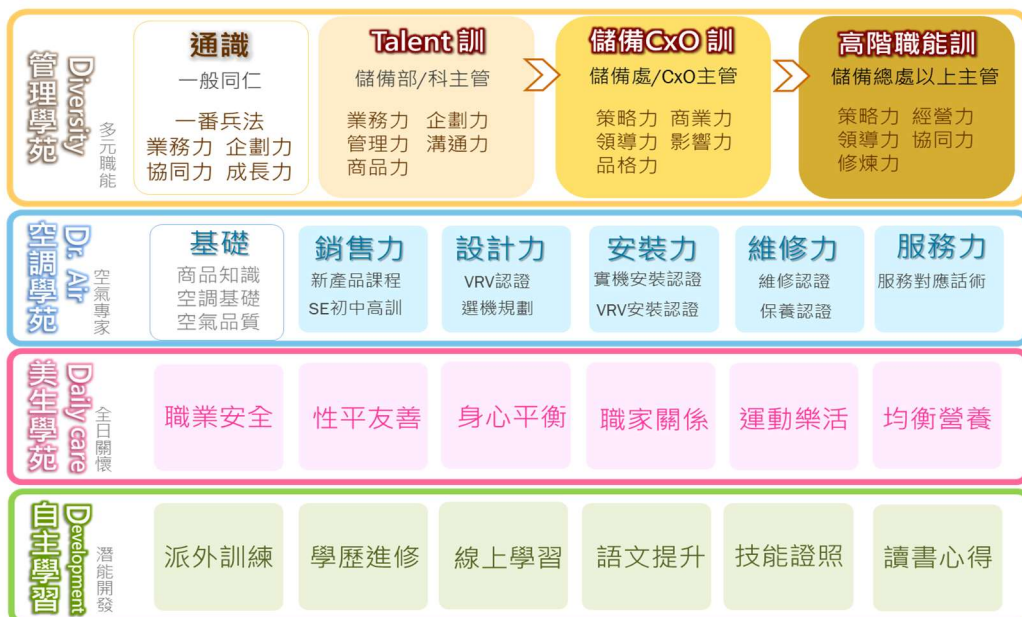 管理學苑
Diversity
多元職能
通識
一般同仁
一番兵法
業務力 企劃力
協同力 成長力
Talent 訓
儲備部/科主管
業務力 企劃力
管理力 溝通力
商品力
儲備CxO 訓
儲備處/CxO主管
策略力 商業力
領導力 影響力
品格力
高階職能訓
儲備總處以上主管
策略力 經營力
領導力 協同力
修煉力
空調學苑
Dr. Air
空氣專家
基礎
商品知識
空調基礎
空氣品質
銷售力
新產品課程
SE初中高訓
設計力
VRV認證
選機規劃
安裝力
實機安裝認證
VRV安裝認證
維修力
維修認證
保養認證
服務力
服務對應話術
美生學苑
Daily care
全日關懷
職業安全
性平友善
身心平衡
職家關係
運動樂活
均衡營養
自主學習
Development
潛能開發
派外訓練
學歷進修
線上學習
語文提升
技能證照
讀書心得